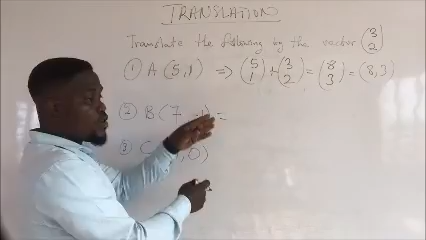 TRANSLATION
Translate the following by the vector (3 2)
① A (5,1) ⇒ (5 1) + (3 2) = (8 3) = (8,3)
② B( 7 =
③ C ,0)